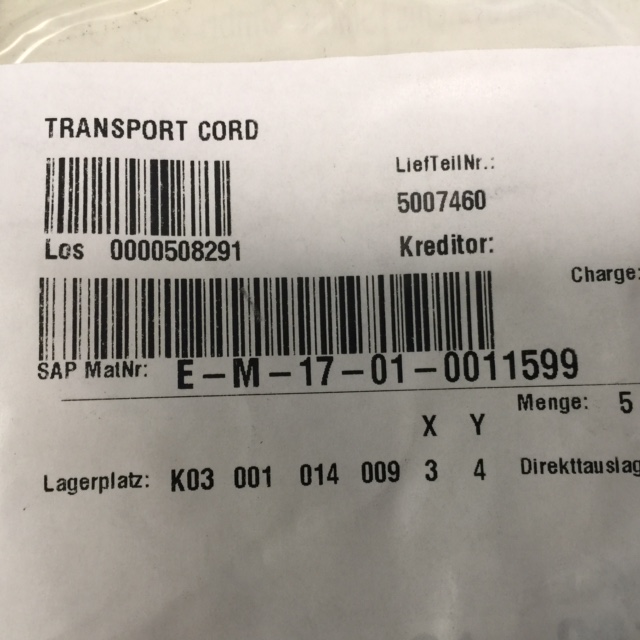 TRANSPORT CORD
LiefTeilNr.:
5007460
Los 0000508291
Kreditor:
Charge:
SAP MatNr: E-M-17-01-0011599
Menge: 5
X Y
Lagerplatz: K03 001 014 009 3 4 Direkttauslag